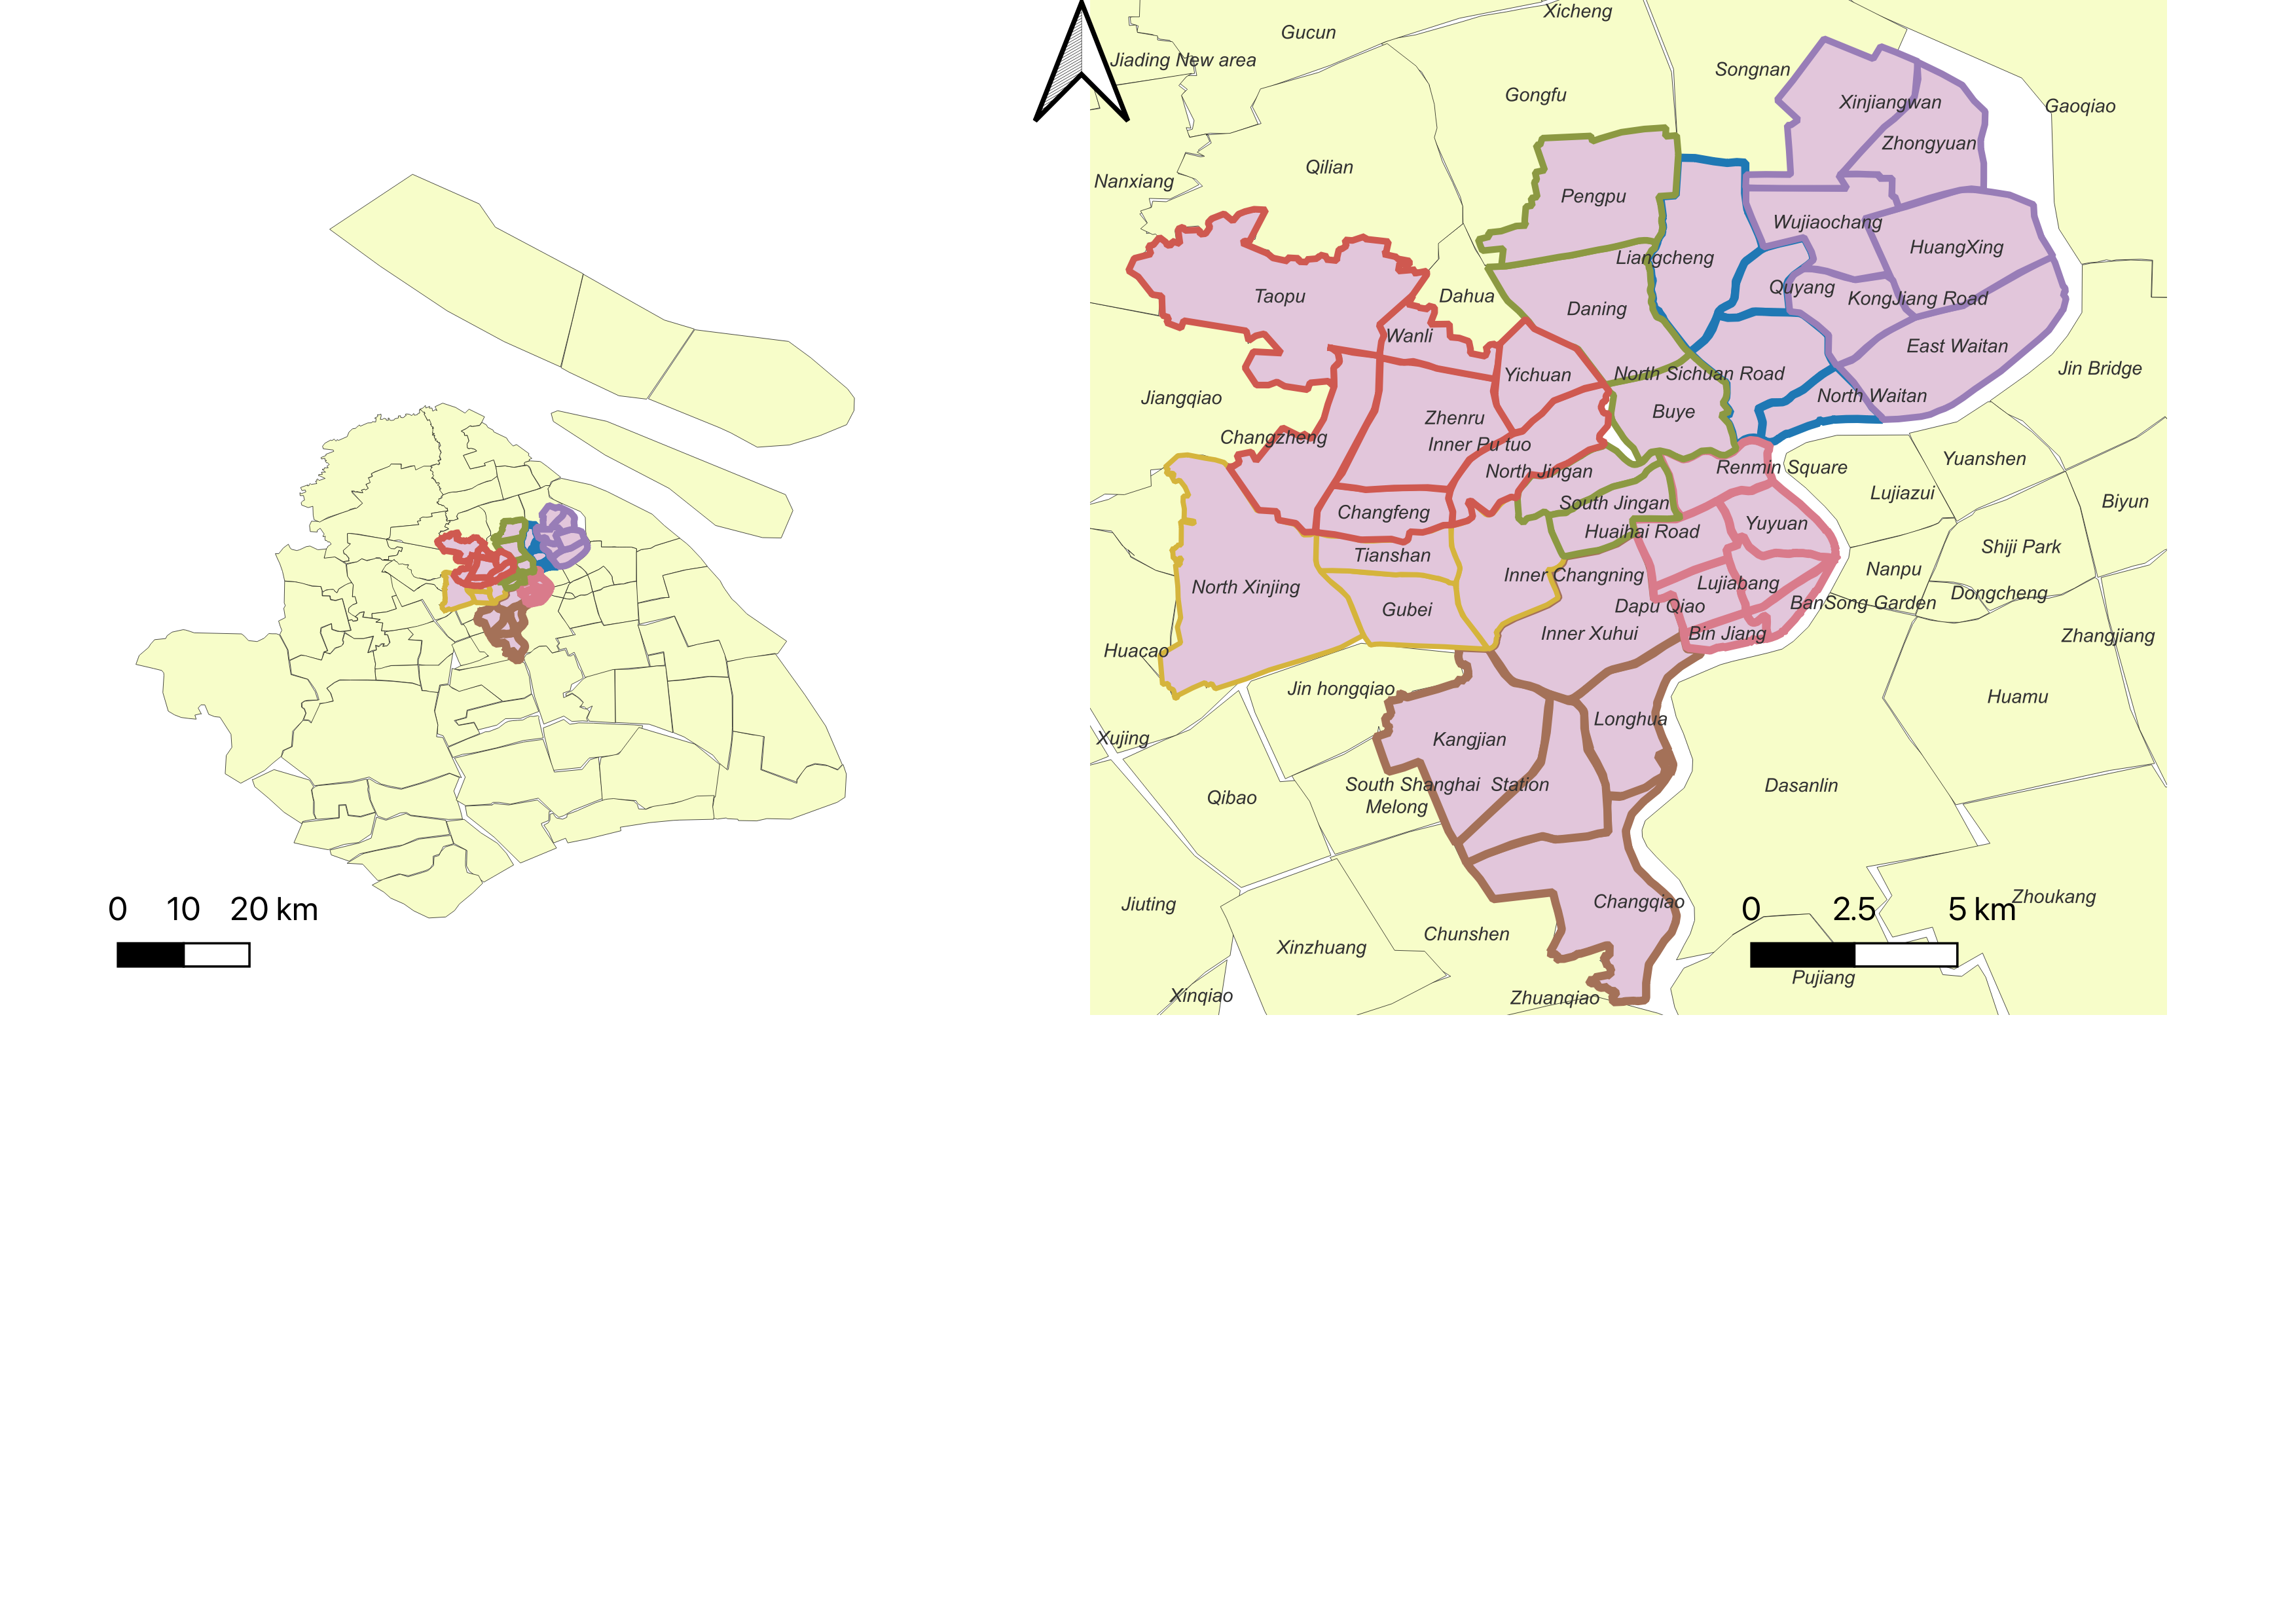 0 10 20 km
Xicheng
Gucun
Jiading New area
Songnan
Gongfu
Xinjiangwan
Gaoqiao
Zhongyuan
Qilian
Nanxiang
Pengpu
Wujiaochang
HuangXing
Liangcheng
Quyang
Taopu
Dahua
KongJiang Road
Daning
Wanli
East Waitan
Jin Bridge
Yichuan
North Sichuan Road
Jiangqiao
North Waitan
Buye
Zhenru
Changzheng
Inner Pu tuo
Yuanshen
Renmin Square
North Jingan
Lujiazui
Biyun
South Jingan
Changfeng
Yuyuan
Huaihai Road
Shiji Park
Tianshan
Nanpu
Inner Changning
Lujiabang
North Xinjing
Dongcheng
BanSong Garden
Dapu Qiao
Gubei
Inner Xuhui
Bin Jiang
Zhangjiang
Huacao
Jin hongqiao
Huamu
Longhua
Xujing
Kangjian
South Shanghai Station
Dasanlin
Qibao
Melong
Zhoukang
Changqiao
Jiuting
0 2.5 5 km
Chunshen
Xinzhuang
Pujiang
Xinqiao
Zhuanqiao